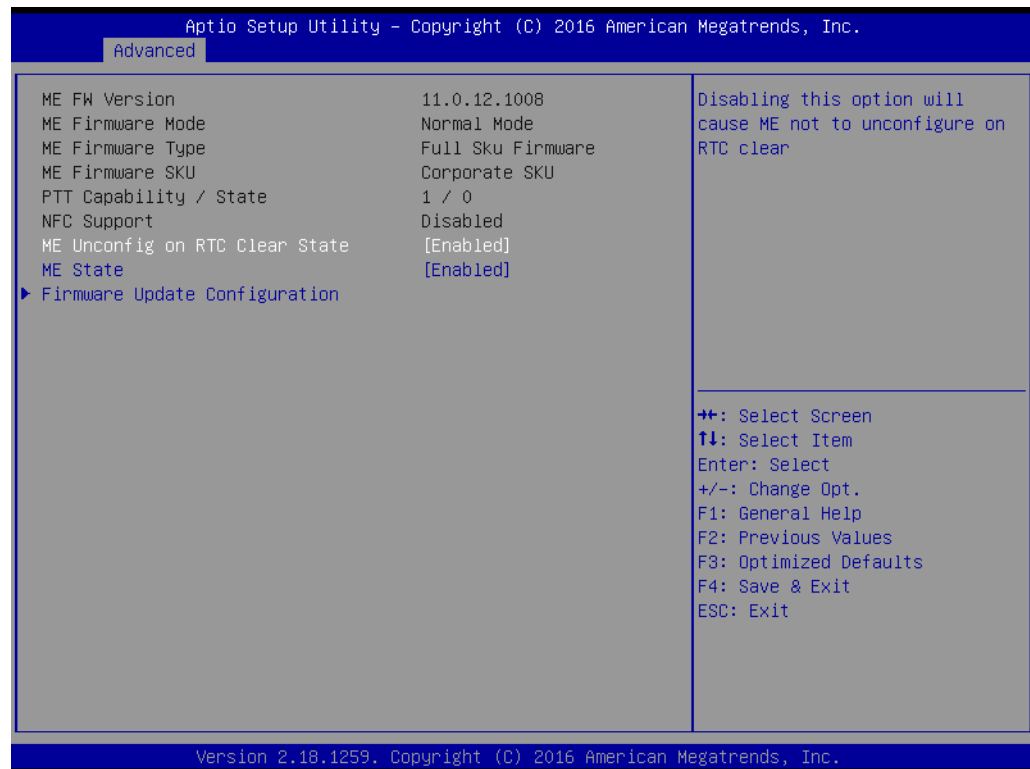 Aptio Setup Utility – Copyright (C) 2016 American Megatrends, Inc.
Advanced
ME FW Version 11.0.12.1008
ME Firmware Mode Normal Mode
ME Firmware Type Full Sku Firmware
ME Firmware SKU Corporate SKU
PTT Capability / State 1 / 0
NFC Support Disabled
ME Unconfig on RTC Clear State [Enabled]
ME State [Enabled]
Firmware Update Configuration
Disabling this option will
cause ME not to unconfigure on
RTC clear
→←: Select Screen
↑↓: Select Item
Enter: Select
+/-: Change Opt.
F1: General Help
F2: Previous Values
F3: Optimized Defaults
F4: Save & Exit
ESC: Exit
Version 2.18.1259. Copyright (C) 2016 American Megatrends, Inc.